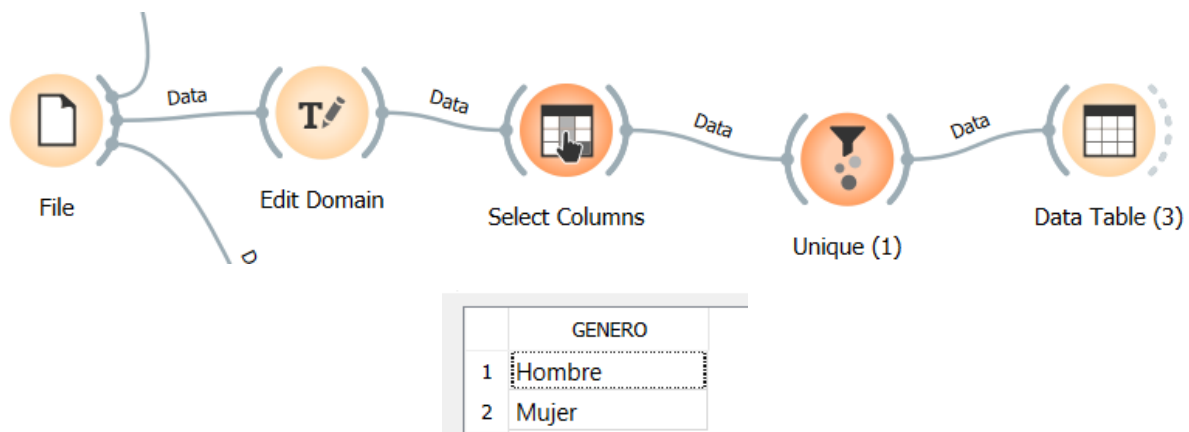 Data
Data
Data
Data
T
File
Edit Domain
Select Columns
Unique (1)
Data Table (3)
D
GENERO
1 Hombre
2 Mujer